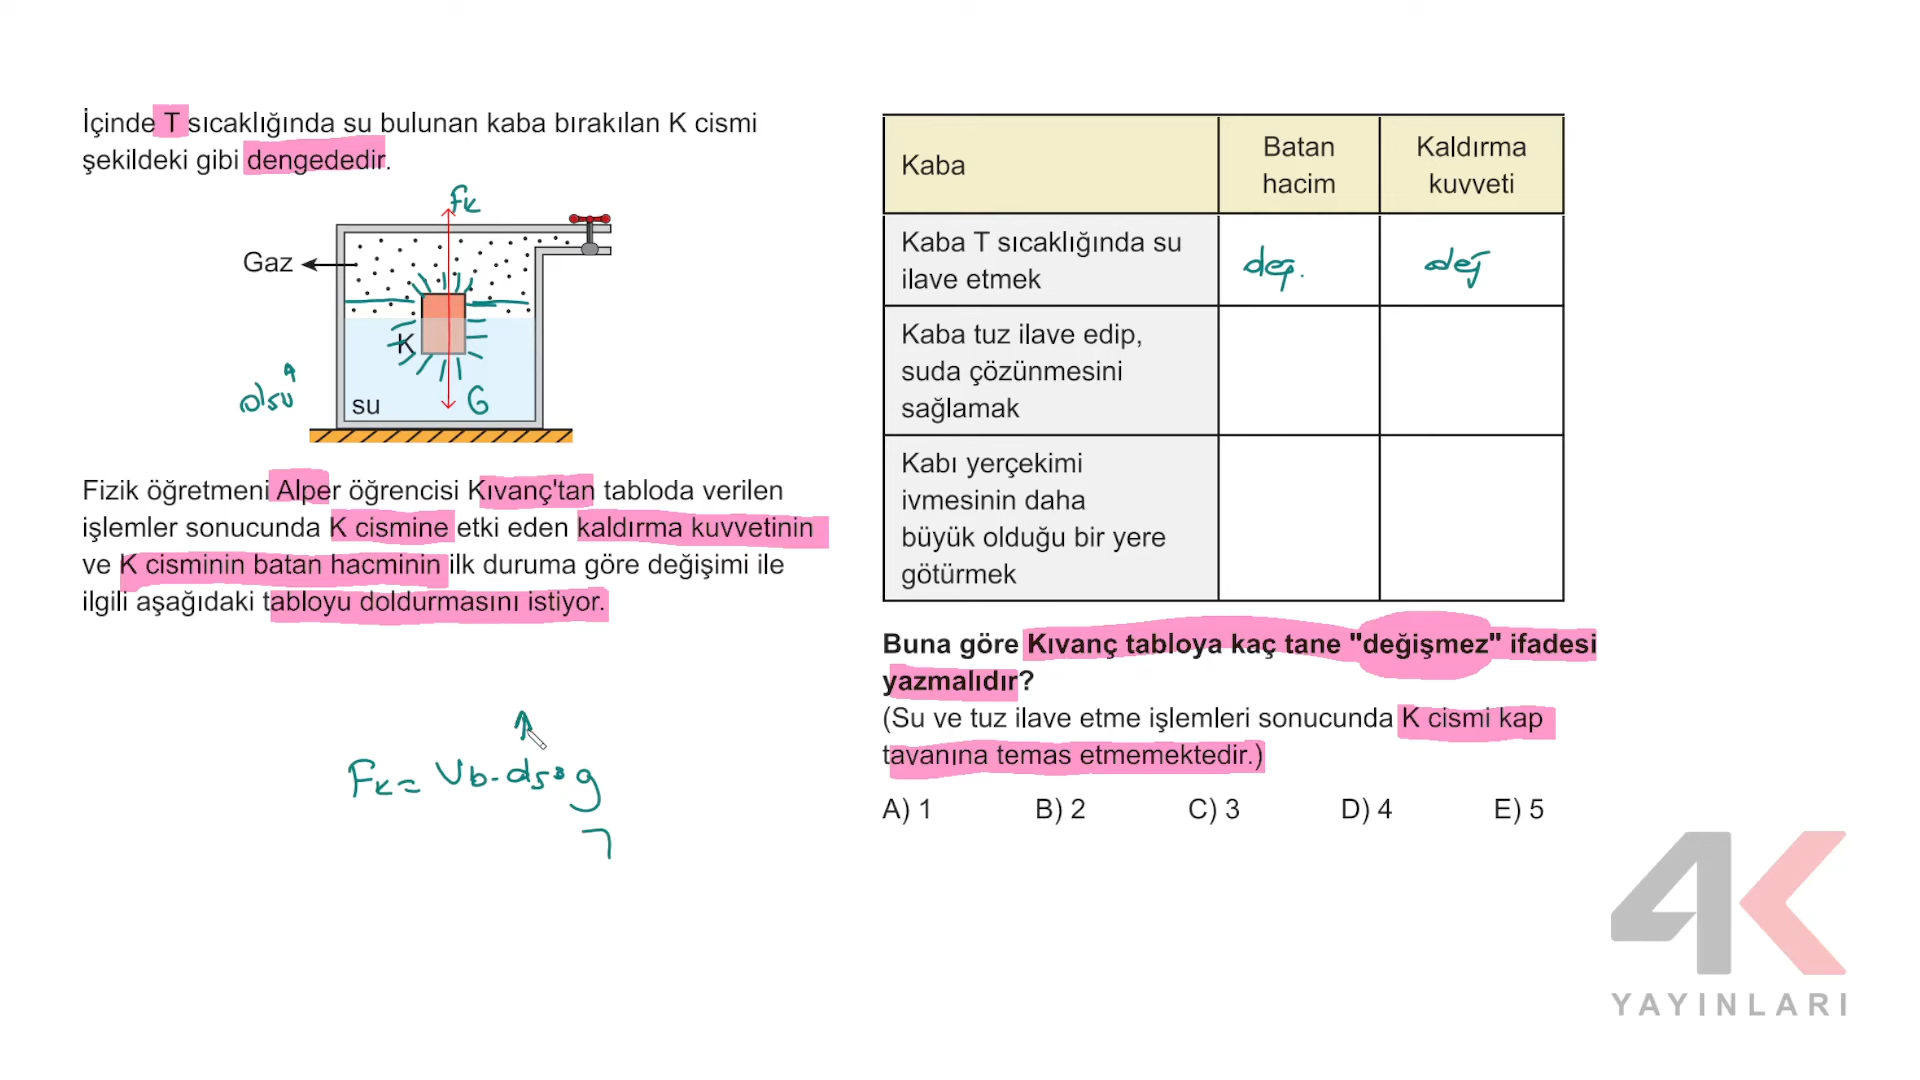 İçinde T sıcaklığında su bulunan kaba bırakılan K cismi
şekildeki gibi dengededir.
FK
Gaz
K
dsu
su
G
Fizik öğretmeni Alper öğrencisi Kıvanç'tan tabloda verilen
işlemler sonucunda K cismine etki eden kaldırma kuvvetinin
ve K cisminin batan hacminin ilk duruma göre değişimi ile
ilgili aşağıdaki tabloyu doldurmasını istiyor.
FK = Vb. ds. g
Kaba
Batan
hacim
Kaldırma
kuvveti
Kaba T sıcaklığında su
ilave etmek
değ.
değ
Kaba tuz ilave edip,
suda çözünmesini
sağlamak
Kabı yerçekimi
ivmesinin daha
büyük olduğu bir yere
götürmek
Buna göre Kıvanç tabloya kaç tane "değişmez" ifadesi
yazmalıdır?
(Su ve tuz ilave etme işlemleri sonucunda K cismi kap
tavanına temas etmemektedir.)
A) 1 B) 2 C) 3 D) 4 E) 5
4K
YAYINLARI